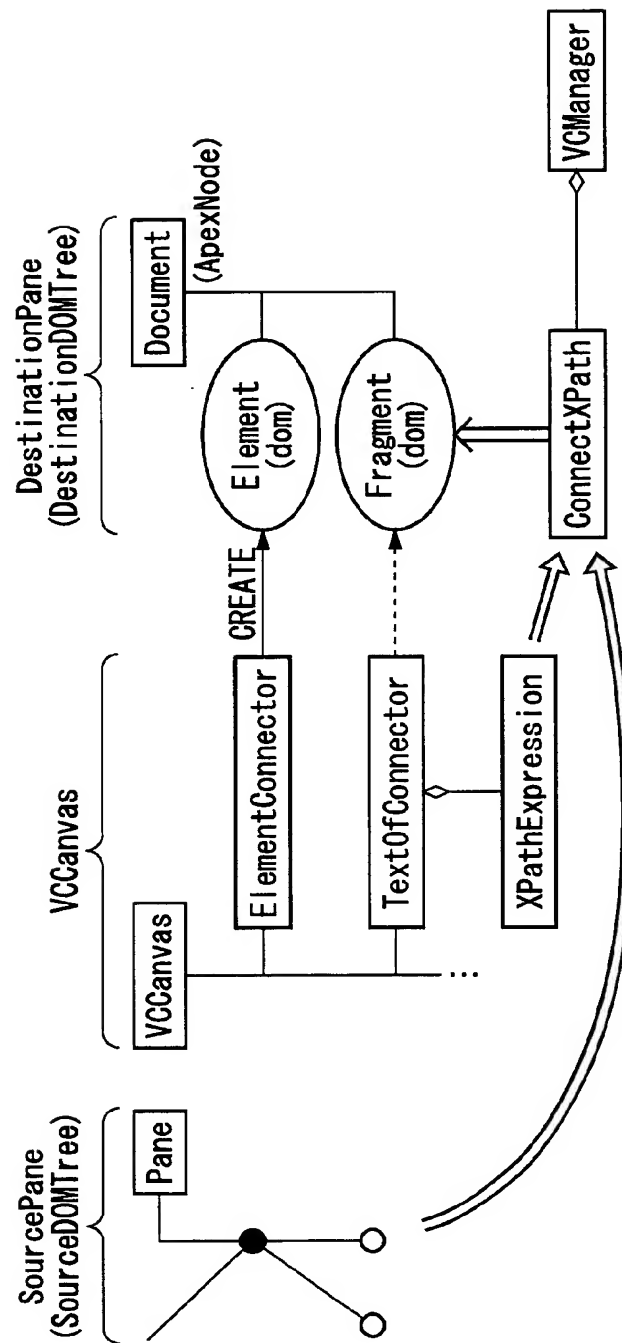 SourcePane
(SourceDOMTree)
Pane
VCCanvas
VCCanvas
ElementConnector
TextOfConnector
XPathExpression
...
CREATE
DestinationPane
(DestinationDOMTree)
Document
(ApexNode)
Element
(dom)
Fragment
(dom)
ConnectXPath
VCManager